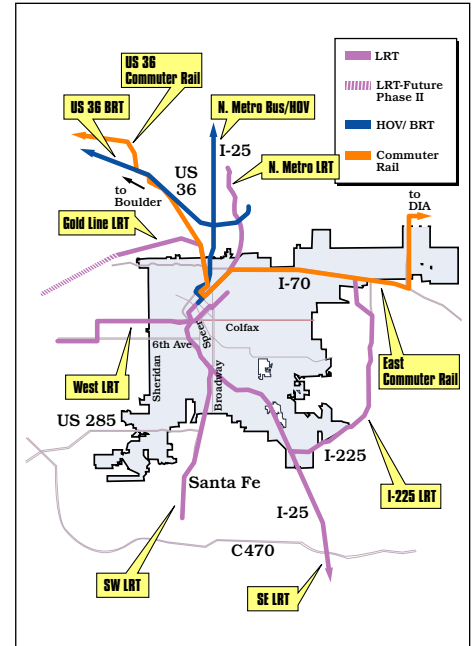 US 36
Commuter Rail
US 36 BRT
N. Metro Bus/HOV
I-25
N. Metro LRT
US
36
to
Boulder
Gold Line LRT
LRT
LRT-Future
Phase II
HOV/ BRT
Commuter
Rail
to
DIA
I-70
Speer
Colfax
6th Ave
West LRT
Sheridan
Broadway
East
Commuter Rail
US 285
I-225
I-225 LRT
Santa Fe
I-25
C470
SW LRT
SE LRT